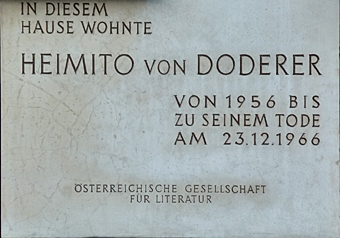 IN DIESEM
HAUSE WOHNTE
HEIMITO VON DODERER
VON 1956 BIS
ZU SEINEM TODE
AM 23.12.1966
ÖSTERREICHISCHE GESELLSCHAFT
FÜR LITERATUR